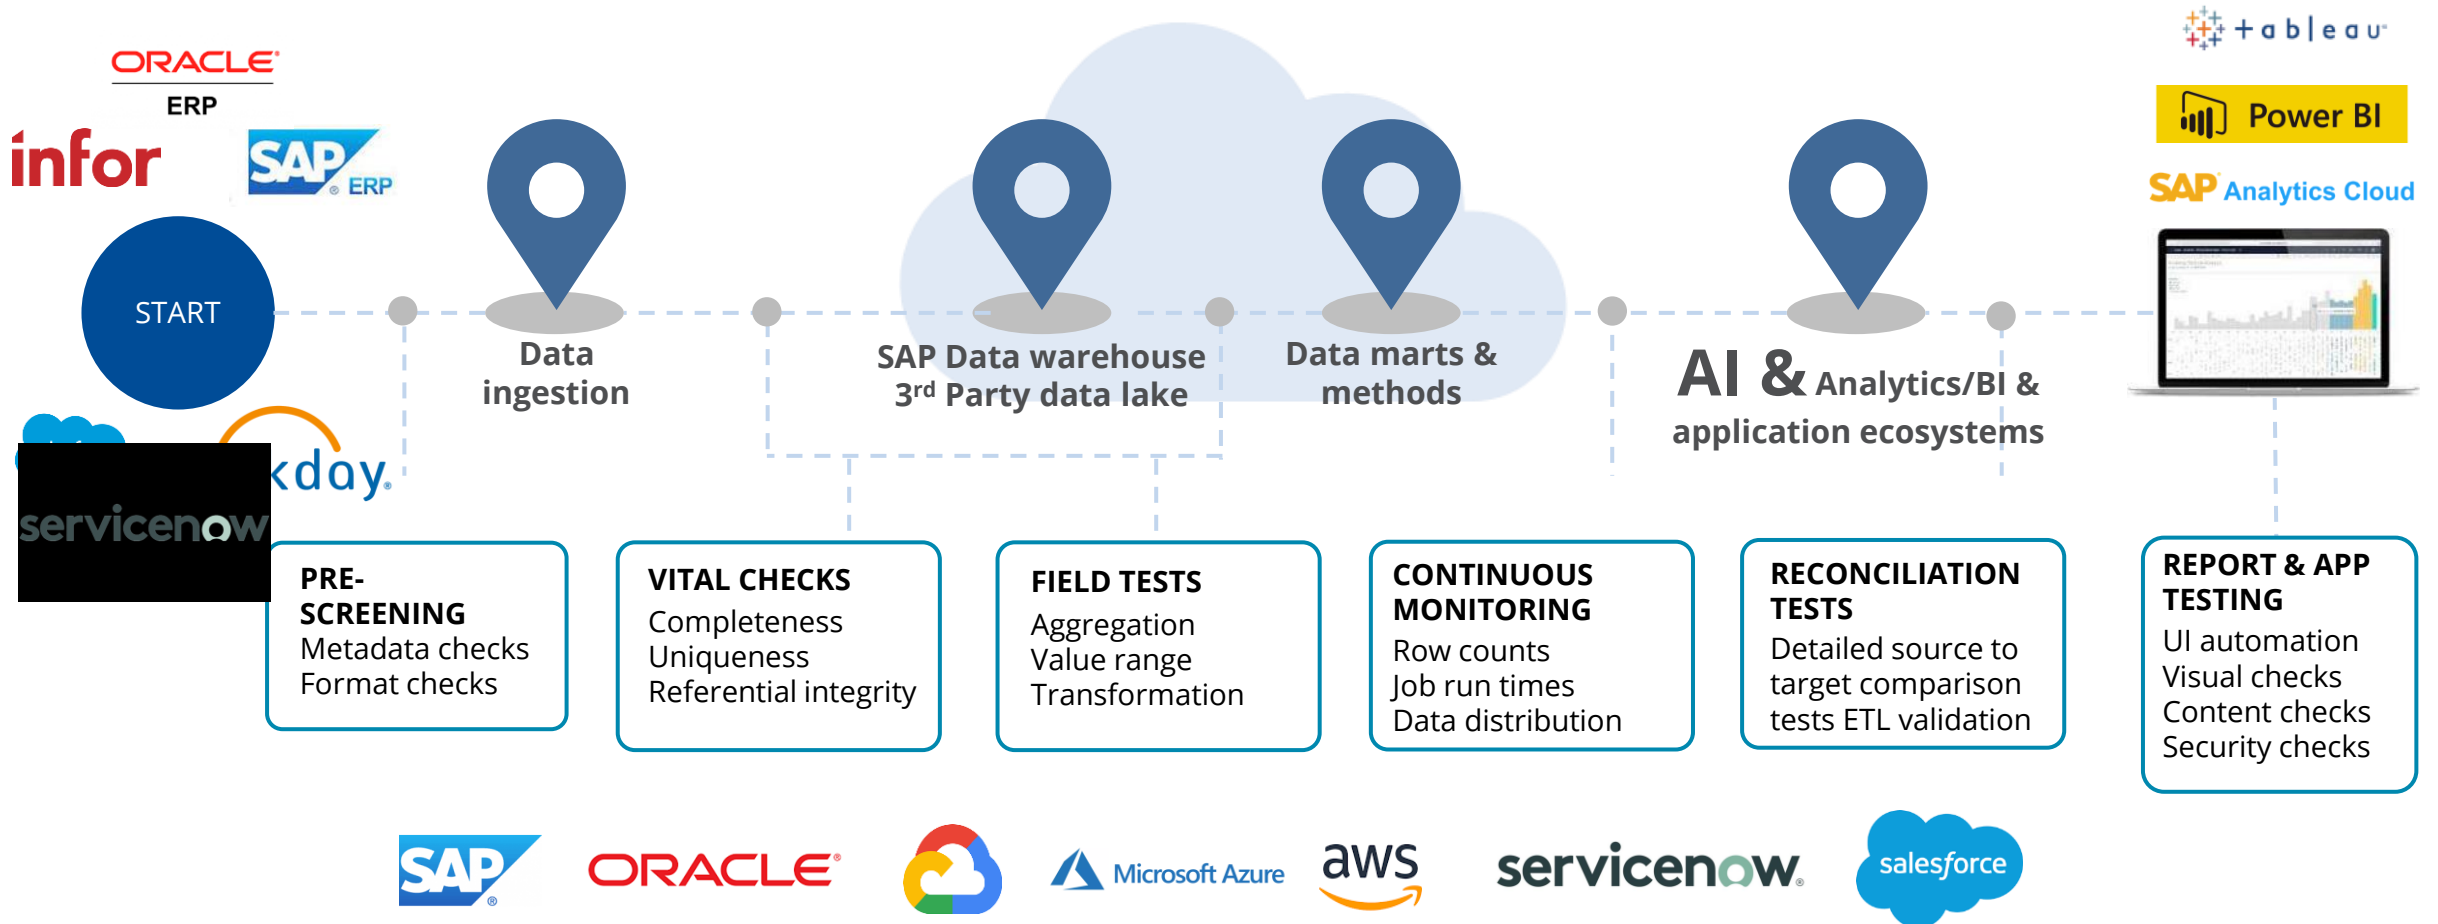 ORACLE
ERP
infor
SAP ERP
START
kday.
servicenow
Data
ingestion
SAP Data warehouse
3rd Party data lake
Data marts &
methods
AI & Analytics/BI &
application ecosystems
+ableau
Power BI
SAP Analytics Cloud
PRE-
SCREENING
Metadata checks
Format checks
VITAL CHECKS
Completeness
Uniqueness
Referential integrity
FIELD TESTS
Aggregation
Value range
Transformation
CONTINUOUS
MONITORING
Row counts
Job run times
Data distribution
RECONCILIATION
TESTS
Detailed source to
target comparison
tests ETL validation
REPORT & APP
TESTING
UI automation
Visual checks
Content checks
Security checks
SAP
ORACLE
Microsoft Azure
aws
servicenow
salesforce